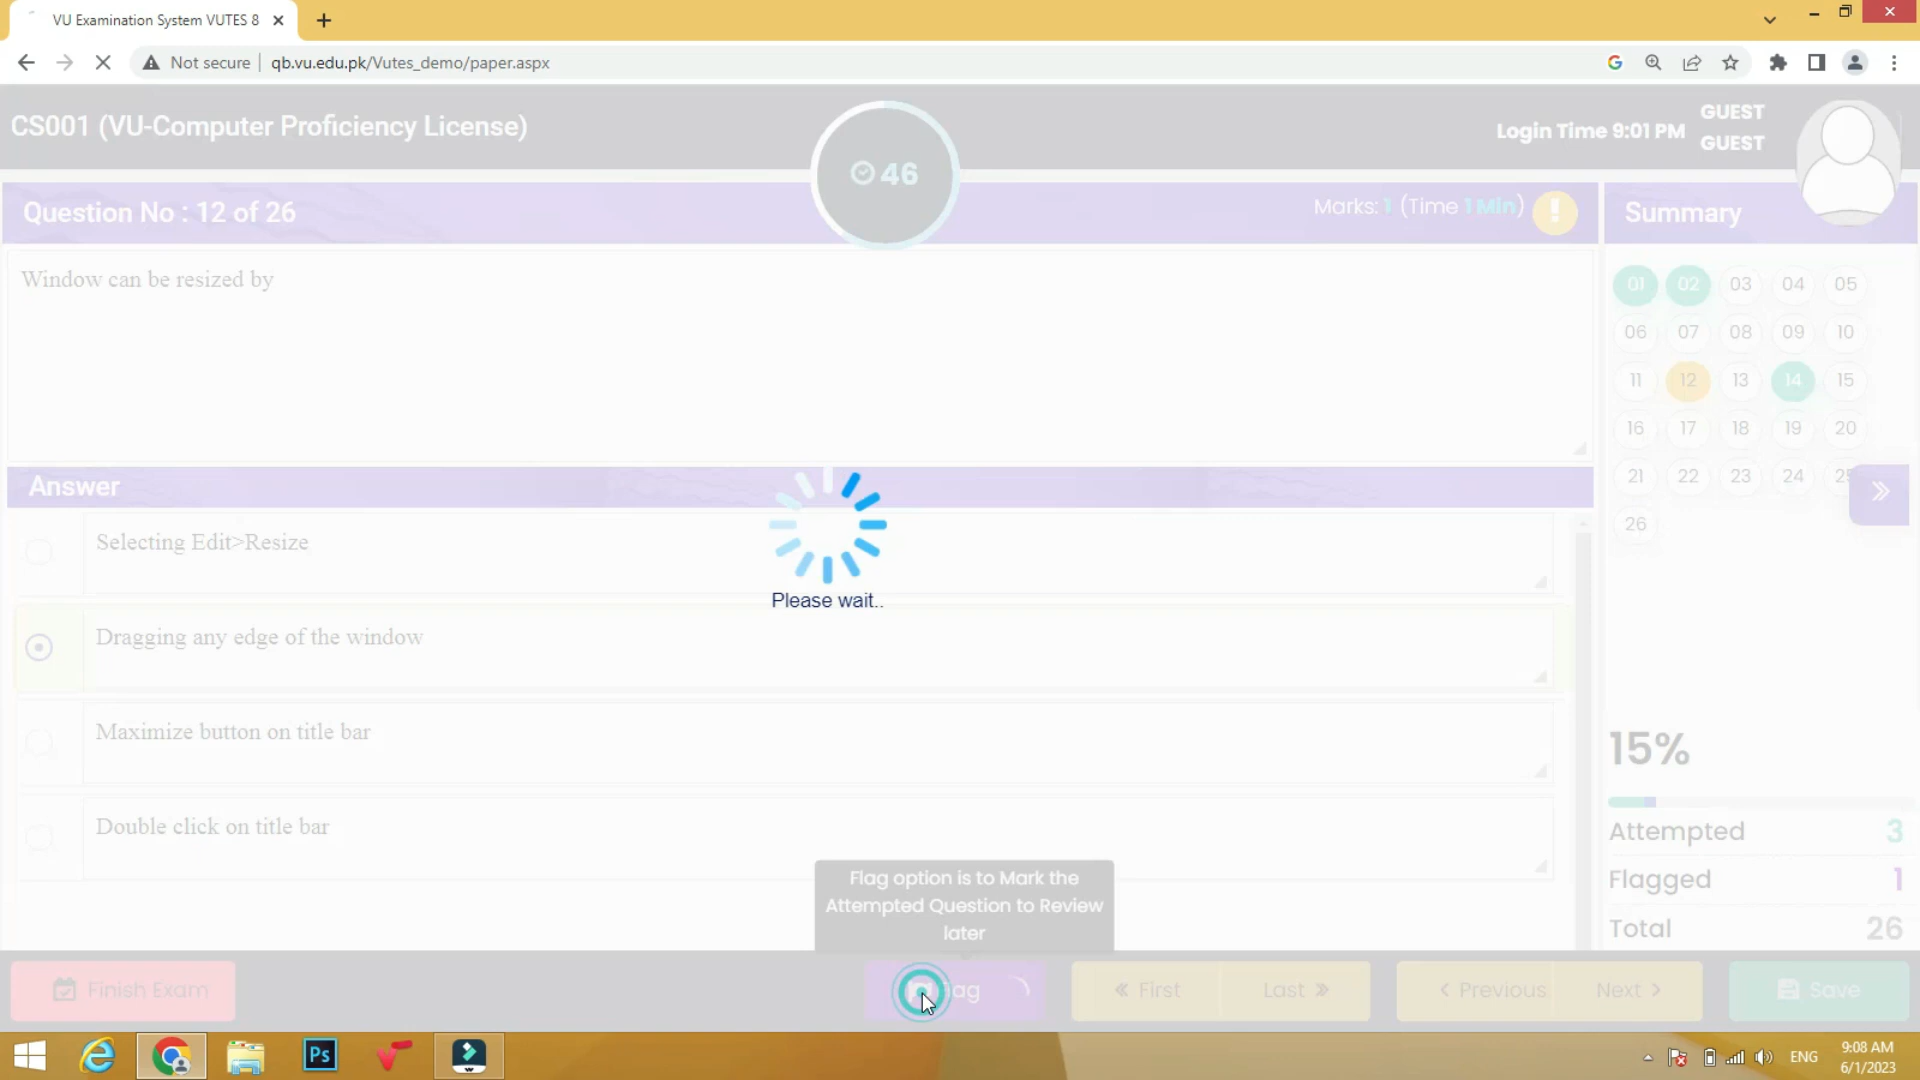 VU Examination System VUTES 8
Not secure
qb.vu.edu.pk/Vutes_demo/paper.aspx
CS001 (VU-Computer Proficiency License)
46
Login Time 9:01 PM
GUEST
GUEST
Question No : 12 of 26
Marks: 1 (Time 1 Min)
!
Summary
Window can be resized by
01 02 03 04 05
06 07 08 09 10
11 12 13 14 15
16 17 18 19 20
21 22 23 24
26
Answer
Selecting Edit>Resize
Dragging any edge of the window
Maximize button on title bar
Double click on title bar
Please wait..
15%
Attempted 3
Flagged 1
Total 26
Flag option is to Mark the
Attempted Question to Review
later
Finish Exam
« First
Last »
< Previous
Next >
Save
Ps
ENG
9:08 AM
6/1/2023